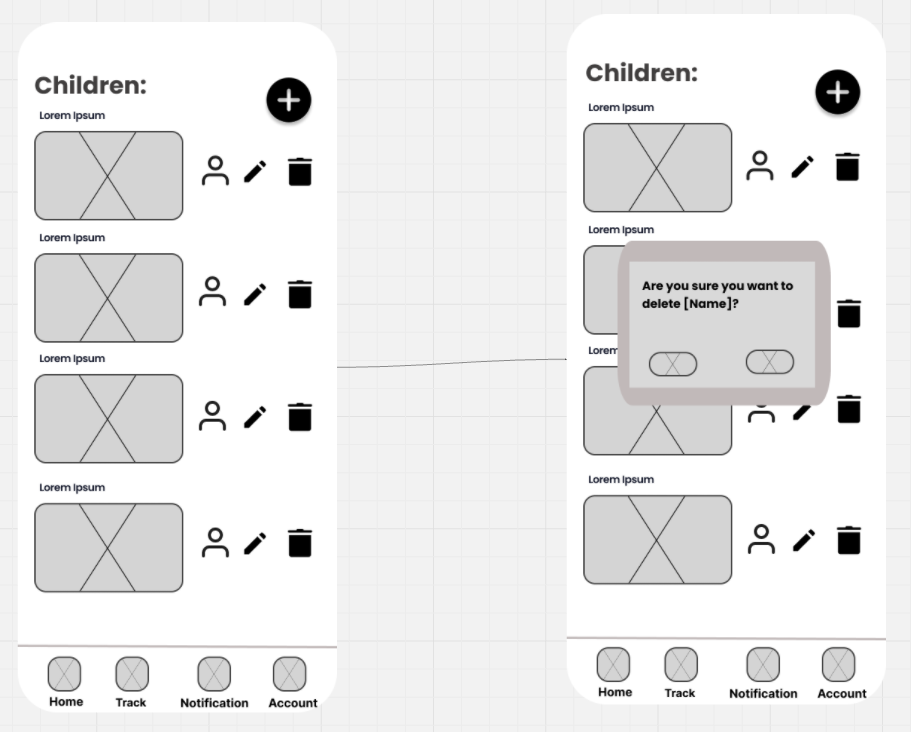 Children:
Lorem Ipsum
Lorem Ipsum
Lorem Ipsum
Lorem Ipsum
Home Track Notification Account
Children:
Lorem Ipsum
Lorem Ipsum
Are you sure you want to
delete [Name]?
Lorem
Lorem Ipsum
Home Track Notification Account